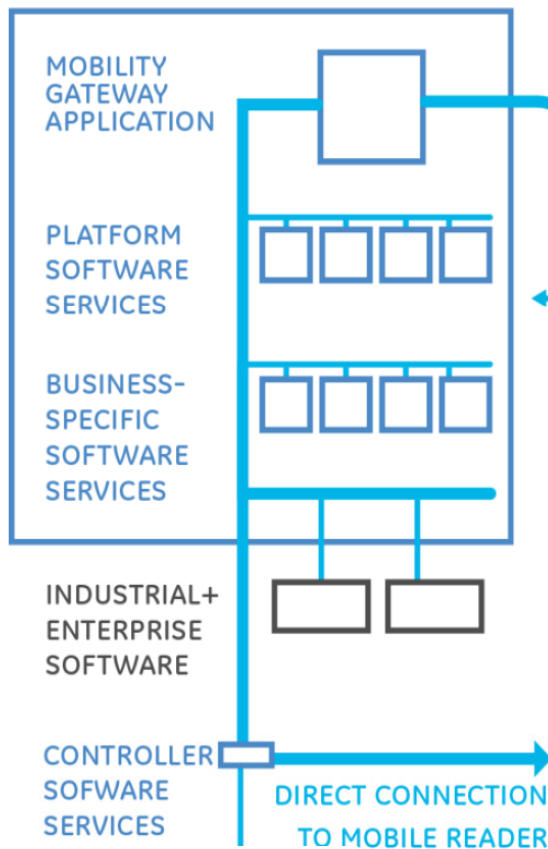 MOBILITY
GATEWAY
APPLICATION
PLATFORM
SOFTWARE
SERVICES
BUSINESS-
SPECIFIC
SOFTWARE
SERVICES
INDUSTRIAL+
ENTERPRISE
SOFTWARE
CONTROLLER
SOFWARE
SERVICES
DIRECT CONNECTION
TO MOBILE READER